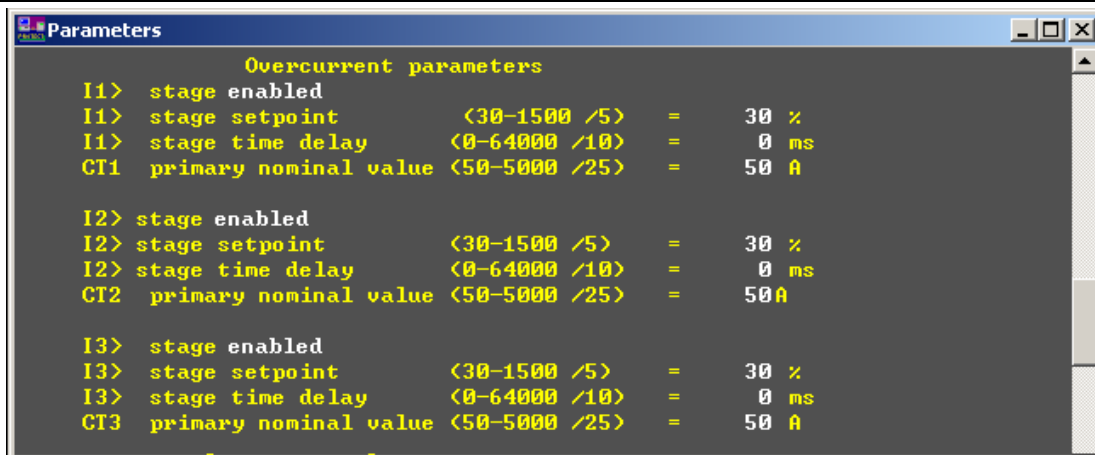 Parameters
Overcurrent parameters
I1> stage enabled
I1> stage setpoint (30-1500 /5) = 30 %
I1> stage time delay (0-64000 /10) = 0 ms
CT1 primary nominal value (50-5000 /25) = 50 A
I2> stage enabled
I2> stage setpoint (30-1500 /5) = 30 %
I2> stage time delay (0-64000 /10) = 0 ms
CT2 primary nominal value (50-5000 /25) = 50A
I3> stage enabled
I3> stage setpoint (30-1500 /5) = 30 %
I3> stage time delay (0-64000 /10) = 0 ms
CT3 primary nominal value (50-5000 /25) = 50 A